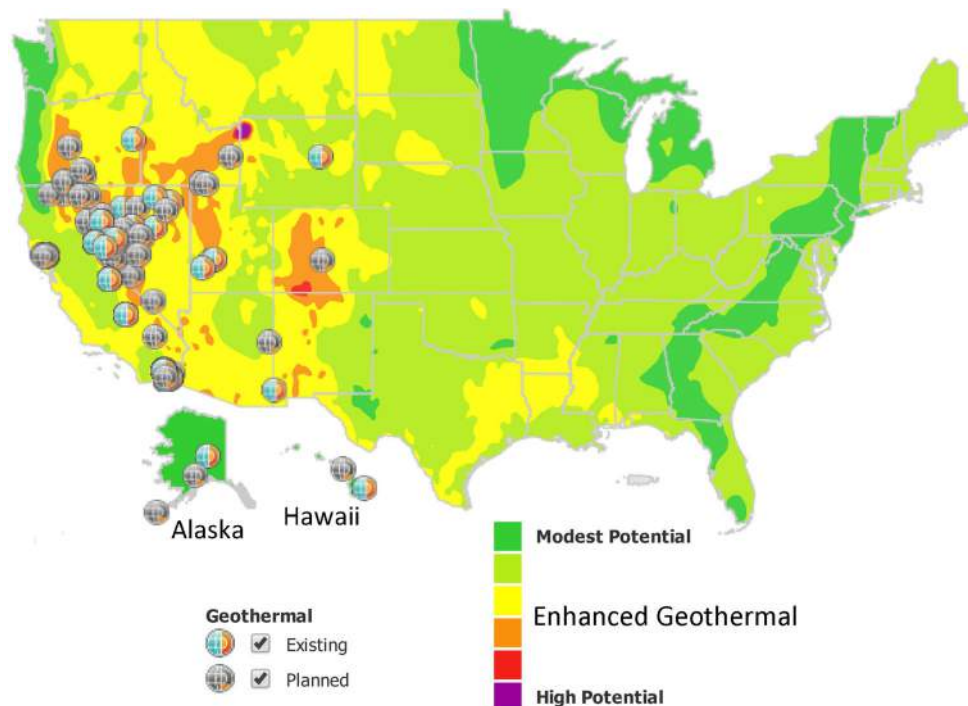 Alaska
Hawaii
Modest Potential
Enhanced Geothermal
High Potential
Geothermal
Existing
Planned